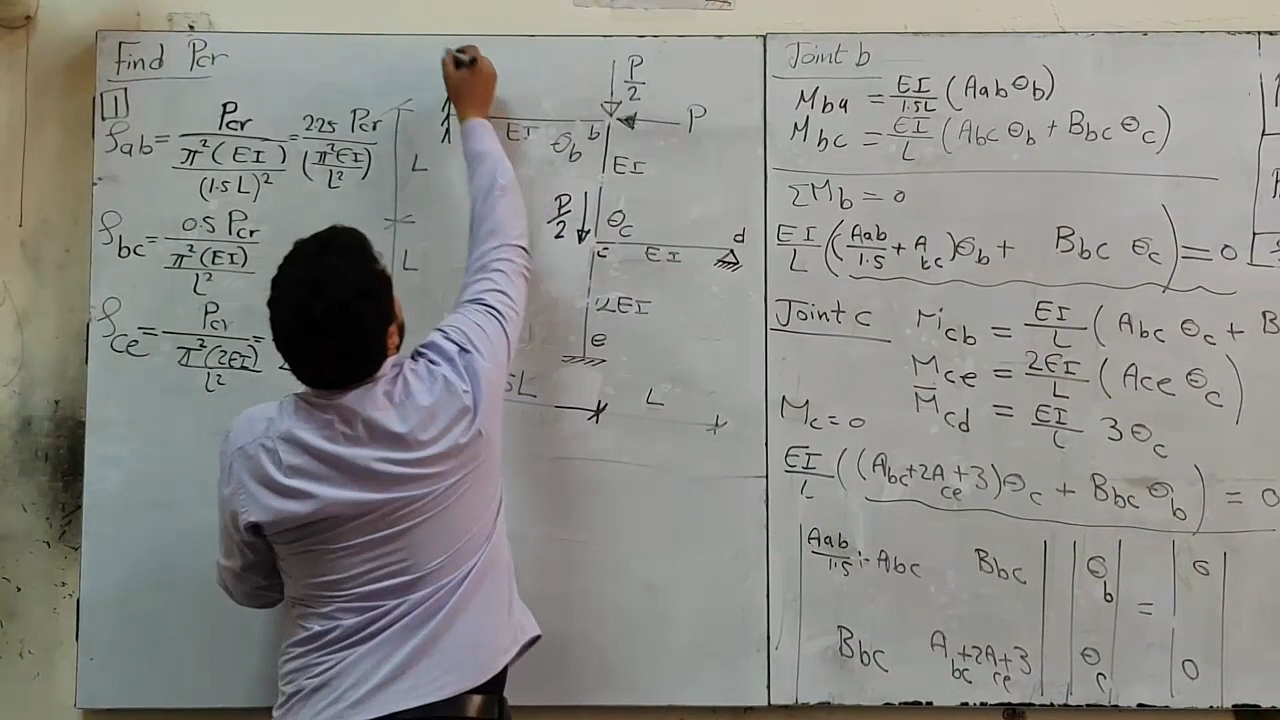 Find Pcr
1
ρab = Pcr / (π²(EI) / (1.5L)²) = 2.25 Pcr / (π²EI / L²)
ρbc = 0.5 Pcr / (π²(EI) / L²)
ρce = Pcr / (π²(2EI) / L²) =
P/2
P
EI
θb
b
EI
L
P/2
θc
d
c
EI
L
2EI
e
5L
L
Joint b
Mba = EI/1.5L (Aab θb)
Mbc = EI/L (Abc θb + Bbc θc)
ΣMb = 0
EI/L ((Aab/1.5 + Abc) θb + Bbc θc) = 0
Joint c
Mcb = EI/L (Abc θc + B
Mce = 2EI/L (Ace θc)
Mc = 0
Mcd = EI/L 3θc
EI/L ((Abc + 2Ace + 3) θc + Bbc θb) = 0
| Aab/1.5 + Abc Bbc | | θb | = | 0 |
| Bbc Abc + 2Ace + 3 | | θc | | 0 |